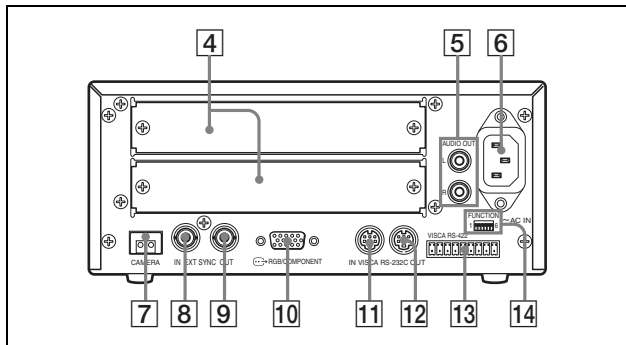 4
5
6
AUDIO OUT
L
R
FUNCTION
1 6
~AC IN
VISCA RS-422
CAMERA
IN EXT SYNC OUT
RGB/COMPONENT
IN VISCA RS-232C OUT
7
8
9
10
11
12
13
14